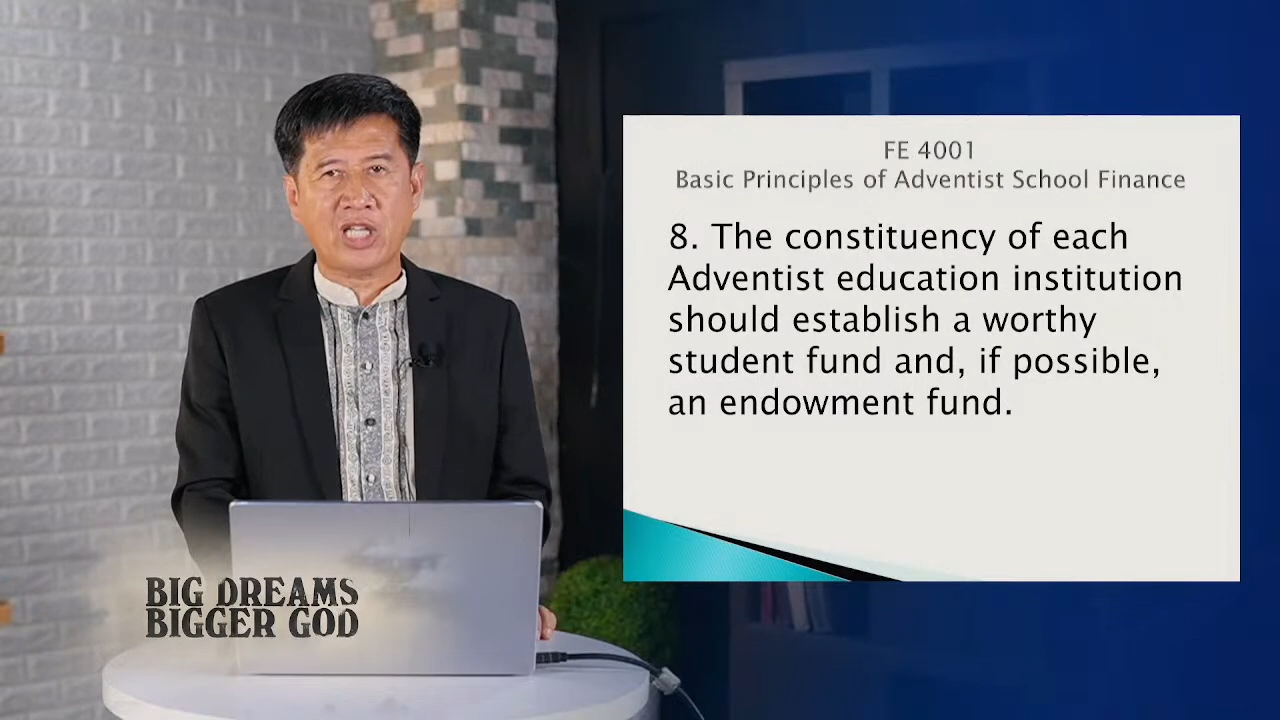 FE 4001
Basic Principles of Adventist School Finance
8. The constituency of each
Adventist education institution
should establish a worthy
student fund and, if possible,
an endowment fund.
BIG DREAMS
BIGGER GOD